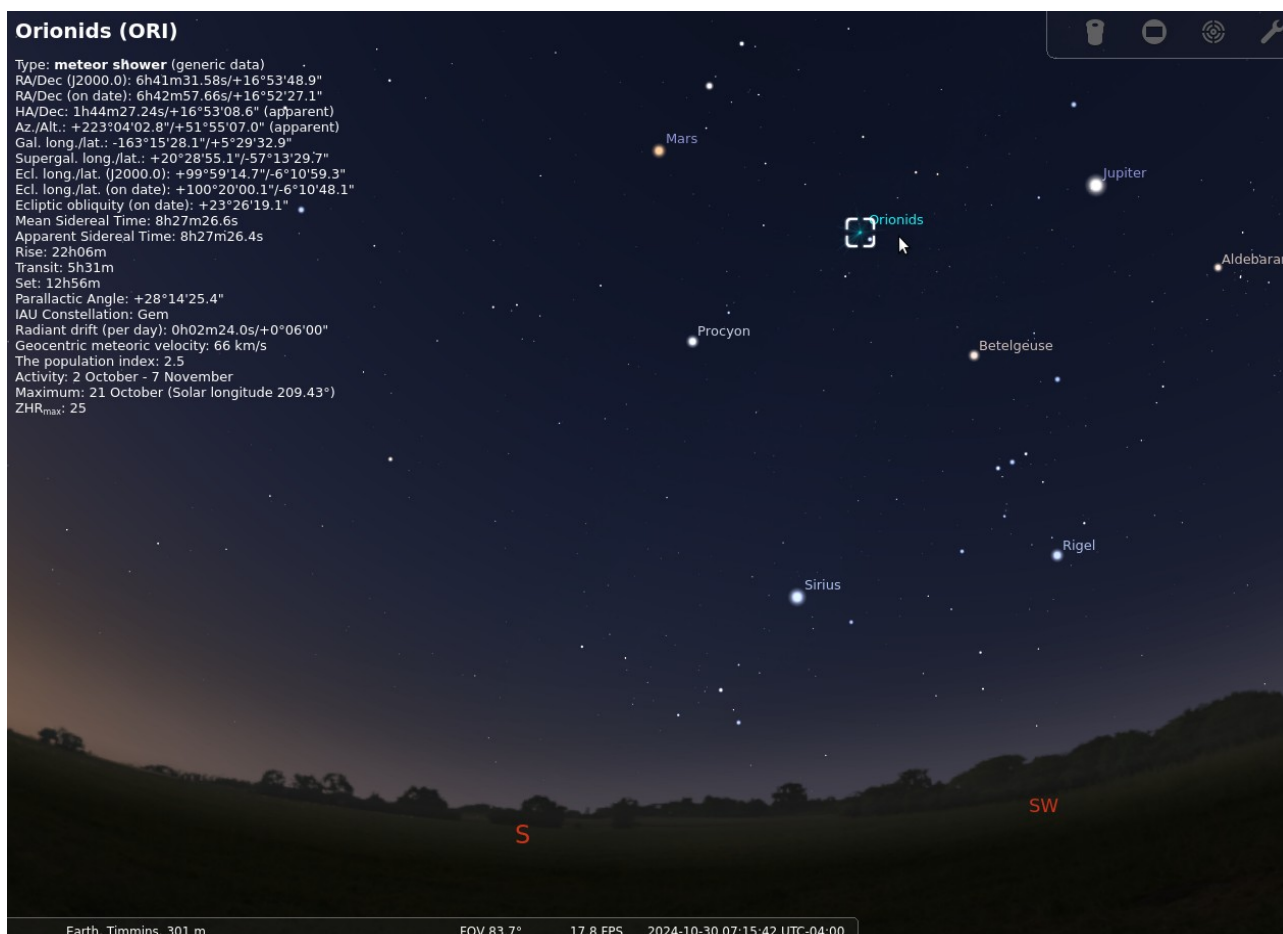 Orionids (ORI)
Type: meteor shower (generic data)
RA/Dec (J2000.0): 6h41m31.58s/+16°53'48.9"
RA/Dec (on date): 6h42m57.66s/+16°52'27.1"
HA/Dec: 1h44m27.24s/+16°53'08.6" (apparent)
Az./Alt.: +223°04'02.8"/+51°55'07.0" (apparent)
Gal. long./lat.: -163°15'28.1"/+5°29'32.9"
Supergal. long./lat.: +20°28'55.1"/-57°13'29.7"
Ecl. long./lat. (J2000.0): +99°59'14.7"/-6°10'59.3"
Ecl. long./lat. (on date): +100°20'00.1"/-6°10'48.1"
Ecliptic obliquity (on date): +23°26'19.1"
Mean Sidereal Time: 8h27m26.6s
Apparent Sidereal Time: 8h27m26.4s
Rise: 22h06m
Transit: 5h31m
Set: 12h56m
Parallactic Angle: +28°14'25.4"
IAU Constellation: Gem
Radiant drift (per day): 0h02m24.0s/+0°06'00"
Geocentric meteoric velocity: 66 km/s
The population index: 2.5
Activity: 2 October - 7 November
Maximum: 21 October (Solar longitude 209.43°)
ZHRmax: 25
Mars
Jupiter
Orionids
Aldebaran
Procyon
Betelgeuse
Rigel
Sirius
SW
S
Earth, Timmins, 301 m FOV 83.7° 17.8 FPS 2024-10-30 07:15:42 UTC-04:00